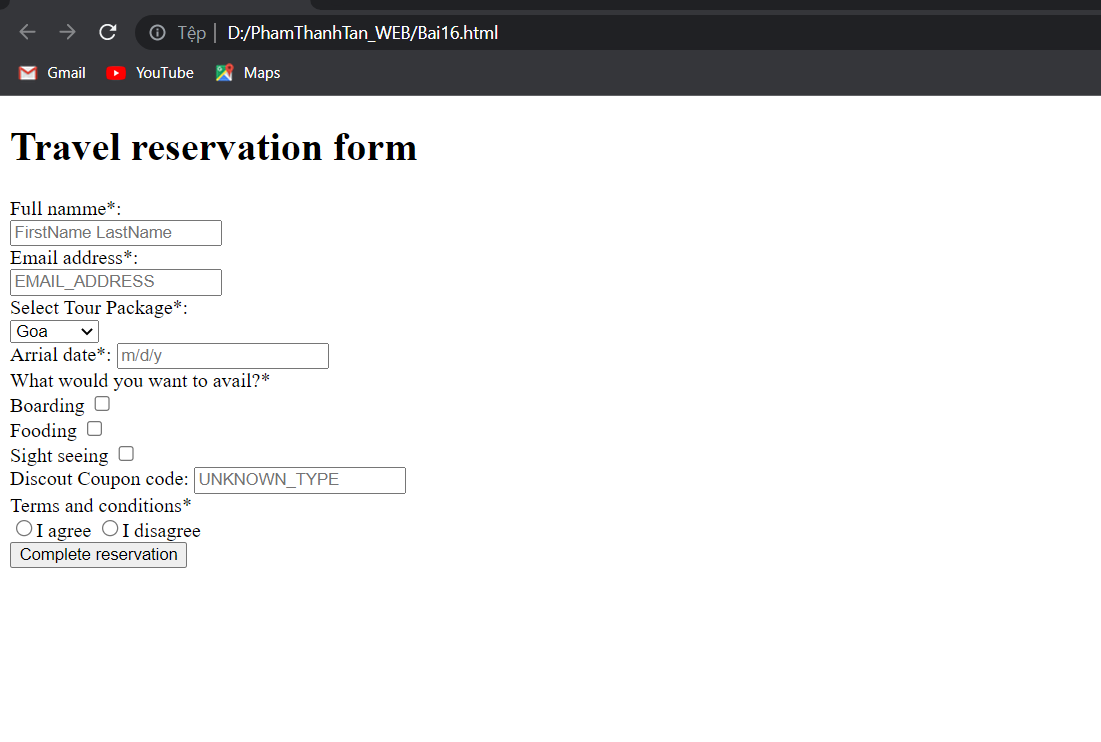 Tệp | D:/PhamThanhTan_WEB/Bai16.html
Gmail YouTube Maps
Travel reservation form
Full namme*:
FirstName LastName
Email address*:
EMAIL_ADDRESS
Select Tour Package*:
Goa
Arrial date*: m/d/y
What would you want to avail?*
Boarding
Fooding
Sight seeing
Discout Coupon code: UNKNOWN_TYPE
Terms and conditions*
I agree I disagree
Complete reservation